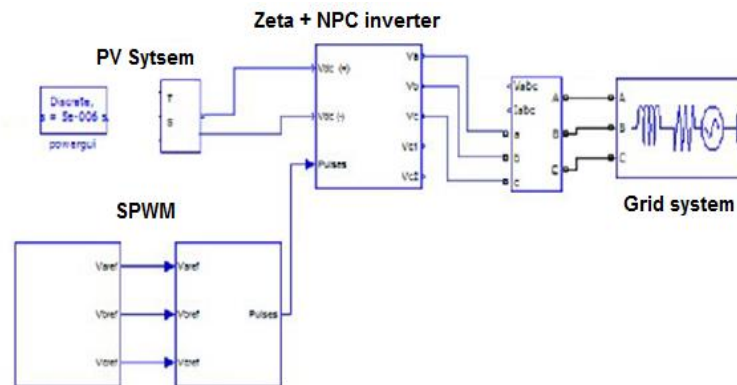 Zeta + NPC inverter
PV Sytsem
Discrete,
s = 5e-006 s.
powergui
T
S
Vdc (+)
Vdc (-)
Pulses
Va
Vb
Vc
Vc1
Vc2
Vabc
Iabc
a
b
c
A
B
C
A
B
C
Grid system
SPWM
Varef
Vbref
Vcref
Varef
Vbref
Vcref
Pulses